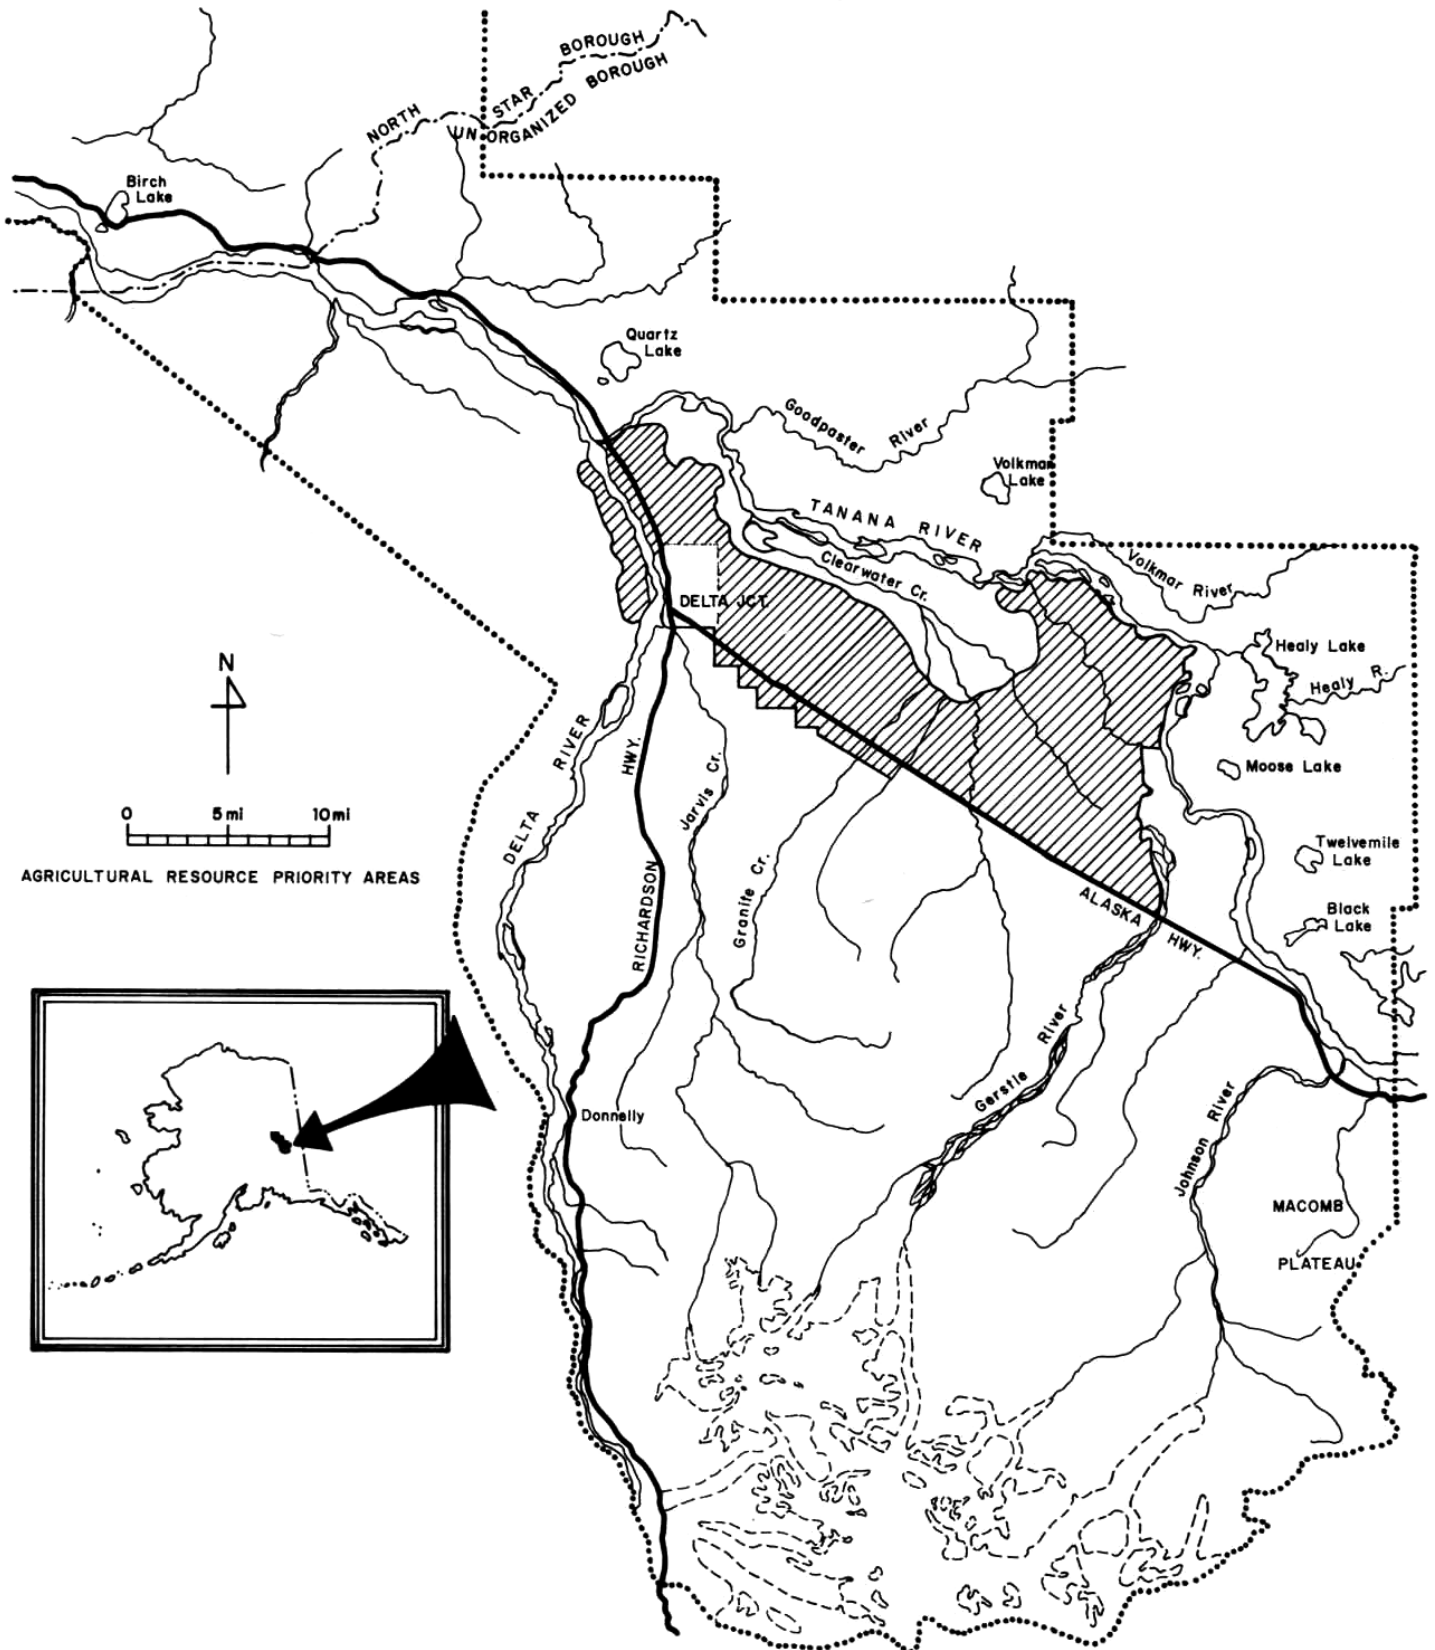 BOROUGH
NORTH STAR
UNORGANIZED BOROUGH
Birch
Lake
Quartz
Lake
Goodpaster River
Volkmar
Lake
TANANA RIVER
Clearwater Cr.
Volkmar River
DELTA JCT.
Healy Lake
Healy R.
N
RIVER
DELTA
HWY.
RICHARDSON
Jarvis Cr.
Moose Lake
0 5mi 10mi
Twelvemile
Lake
AGRICULTURAL RESOURCE PRIORITY AREAS
Granite Cr.
ALASKA HWY.
Black
Lake
Gerstle River
Donnelly
Johnson River
MACOMB
PLATEAU